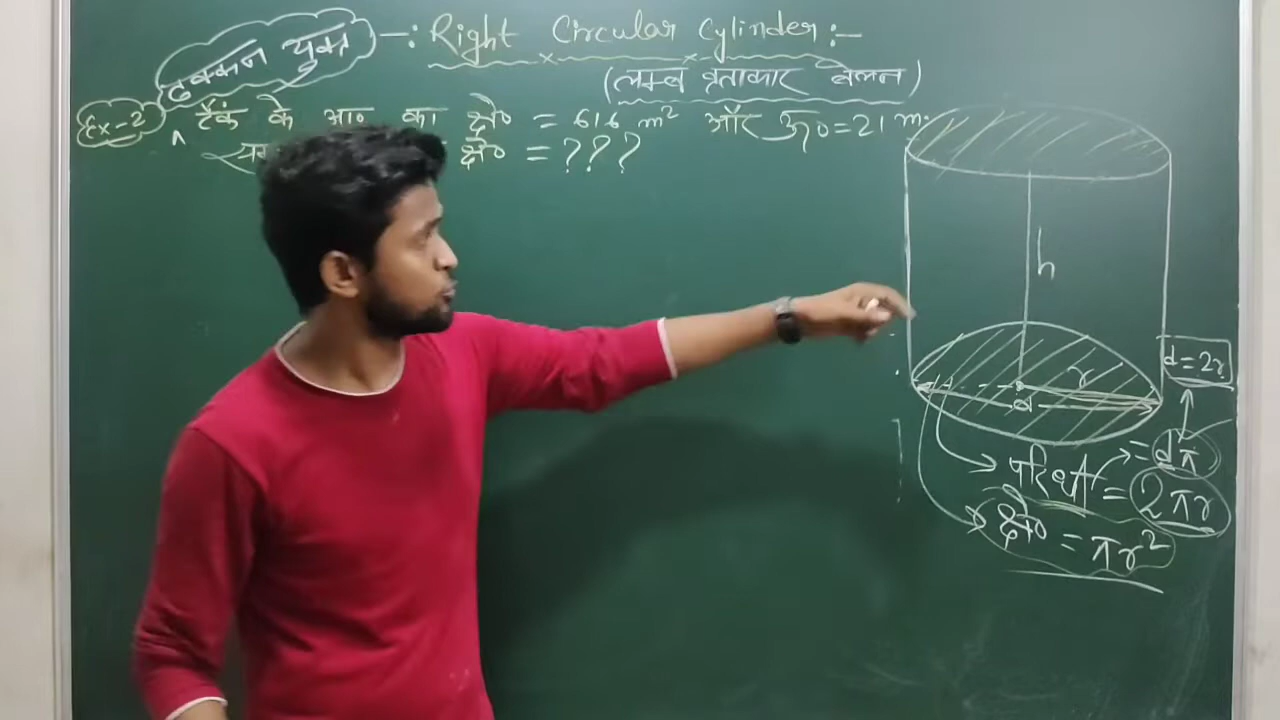 ढक्कन युक्त -: Right Circular Cylinder :-
(लम्ब वृताकार बेलन)
Ex-2 टैंक के आ० का क्षे० = 616 m² और ऊ० = 21 m.
क्षे० = ???
h
r
d
d = 2r
परिधी = dπ
= 2πr
क्षे० = πr²